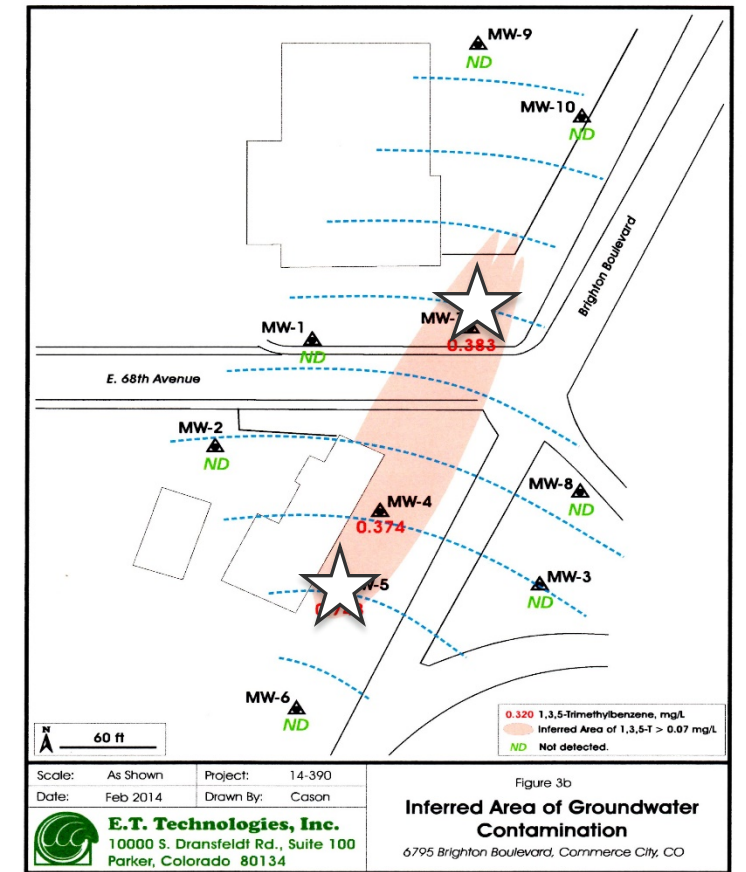 MW-9
ND
MW-10
ND
Brighton Boulevard
MW-1
ND
0.383
E. 68th Avenue
MW-2
ND
MW-8
ND
MW-4
0.374
MW-3
ND
MW-6
ND
N
60 ft
0.320 1,3,5-Trimethylbenzene, mg/L
Inferred Area of 1,3,5-T > 0.07 mg/L
ND Not detected.
Scale: As Shown
Project: 14-390
Date: Feb 2014
Drawn By: Cason
E.T. Technologies, Inc.
10000 S. Dransfeldt Rd., Suite 100
Parker, Colorado 80134
Figure 3b
Inferred Area of Groundwater
Contamination
6795 Brighton Boulevard, Commerce City, CO